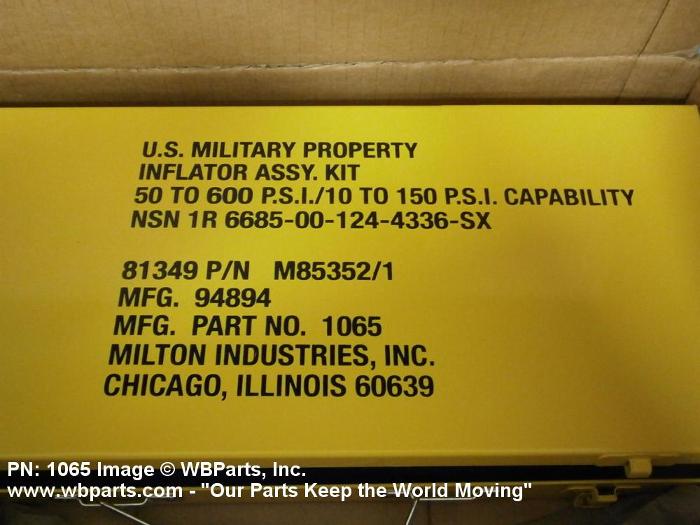 U.S. MILITARY PROPERTY
INFLATOR ASSY. KIT
50 TO 600 P.S.I./10 TO 150 P.S.I. CAPABILITY
NSN 1R 6685-00-124-4336-SX
81349 P/N M85352/1
MFG. 94894
MFG. PART NO. 1065
MILTON INDUSTRIES, INC.
CHICAGO, ILLINOIS 60639
PN: 1065 Image © WBParts, Inc.
www.wbparts.com - "Our Parts Keep the World Moving"